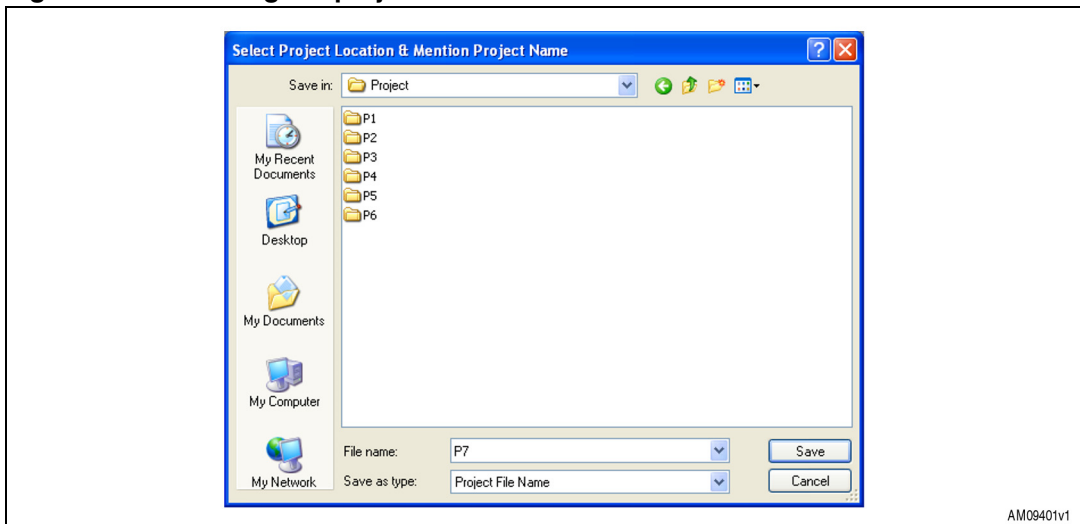 Select Project Location & Mention Project Name
Save in: Project
P1
P2
P3
P4
P5
P6
My Recent
Documents
Desktop
My Documents
My Computer
My Network
File name: P7 Save
Save as type: Project File Name Cancel
AM09401v1